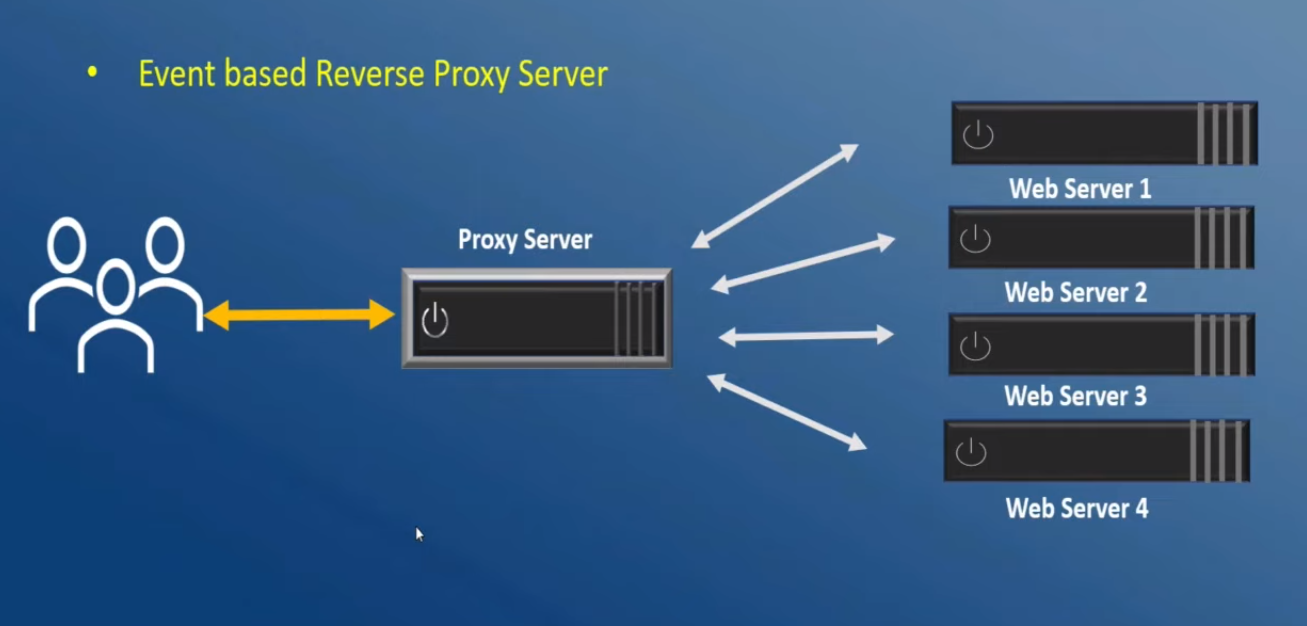 • Event based Reverse Proxy Server
Proxy Server
Web Server 1
Web Server 2
Web Server 3
Web Server 4